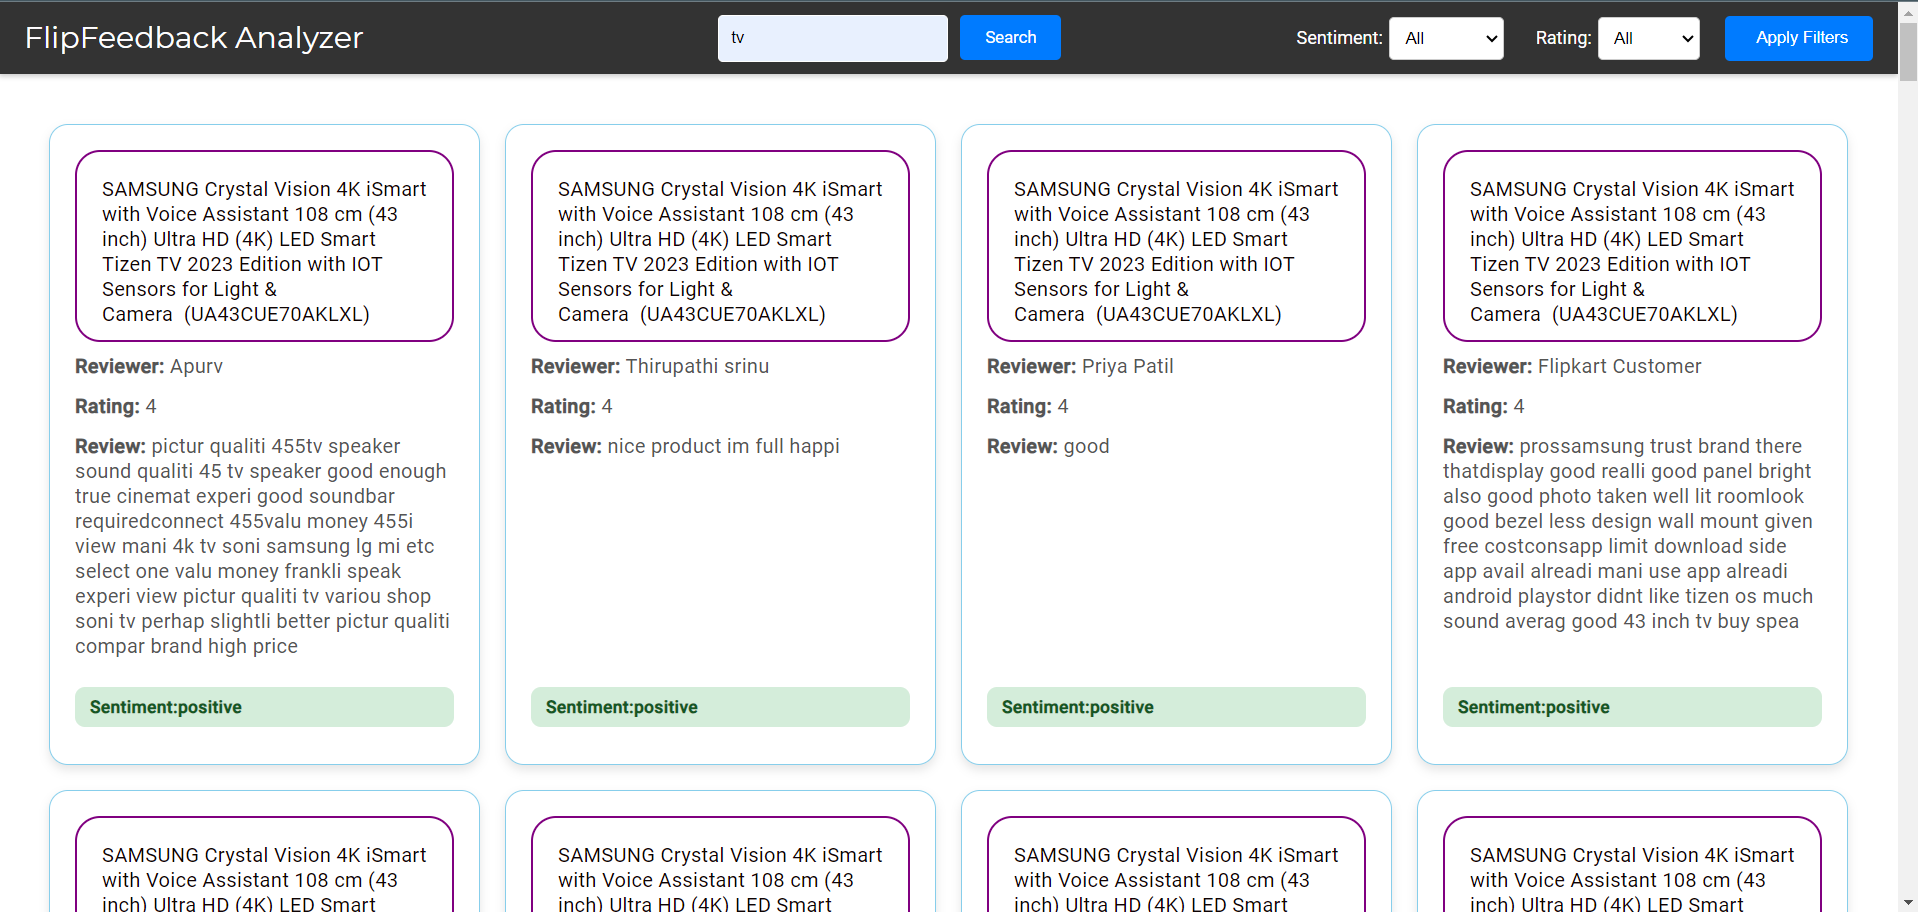 FlipFeedback Analyzer
tv
Search
Sentiment: All
Rating: All
Apply Filters
SAMSUNG Crystal Vision 4K iSmart
with Voice Assistant 108 cm (43
inch) Ultra HD (4K) LED Smart
Tizen TV 2023 Edition with IOT
Sensors for Light &
Camera (UA43CUE70AKLXL)
Reviewer: Apurv
Rating: 4
Review: pictur qualiti 455tv speaker
sound qualiti 45 tv speaker good enough
true cinemat experi good soundbar
requiredconnect 455valu money 455i
view mani 4k tv soni samsung lg mi etc
select one valu money frankli speak
experi view pictur qualiti tv variou shop
soni tv perhap slightli better pictur qualiti
compar brand high price
Sentiment:positive
SAMSUNG Crystal Vision 4K iSmart
with Voice Assistant 108 cm (43
inch) Ultra HD (4K) LED Smart
Tizen TV 2023 Edition with IOT
Sensors for Light &
Camera (UA43CUE70AKLXL)
Reviewer: Thirupathi srinu
Rating: 4
Review: nice product im full happi
Sentiment:positive
SAMSUNG Crystal Vision 4K iSmart
with Voice Assistant 108 cm (43
inch) Ultra HD (4K) LED Smart
Tizen TV 2023 Edition with IOT
Sensors for Light &
Camera (UA43CUE70AKLXL)
Reviewer: Priya Patil
Rating: 4
Review: good
Sentiment:positive
SAMSUNG Crystal Vision 4K iSmart
with Voice Assistant 108 cm (43
inch) Ultra HD (4K) LED Smart
Tizen TV 2023 Edition with IOT
Sensors for Light &
Camera (UA43CUE70AKLXL)
Reviewer: Flipkart Customer
Rating: 4
Review: prossamsung trust brand there
thatdisplay good realli good panel bright
also good photo taken well lit roomlook
good bezel less design wall mount given
free costconsapp limit download side
app avail alreadi mani use app alreadi
android playstor didnt like tizen os much
sound averag good 43 inch tv buy spea
Sentiment:positive
SAMSUNG Crystal Vision 4K iSmart
with Voice Assistant 108 cm (43
inch) Ultra HD (4K) LED Smart
SAMSUNG Crystal Vision 4K iSmart
with Voice Assistant 108 cm (43
inch) Ultra HD (4K) LED Smart
SAMSUNG Crystal Vision 4K iSmart
with Voice Assistant 108 cm (43
inch) Ultra HD (4K) LED Smart
SAMSUNG Crystal Vision 4K iSmart
with Voice Assistant 108 cm (43
inch) Ultra HD (4K) LED Smart